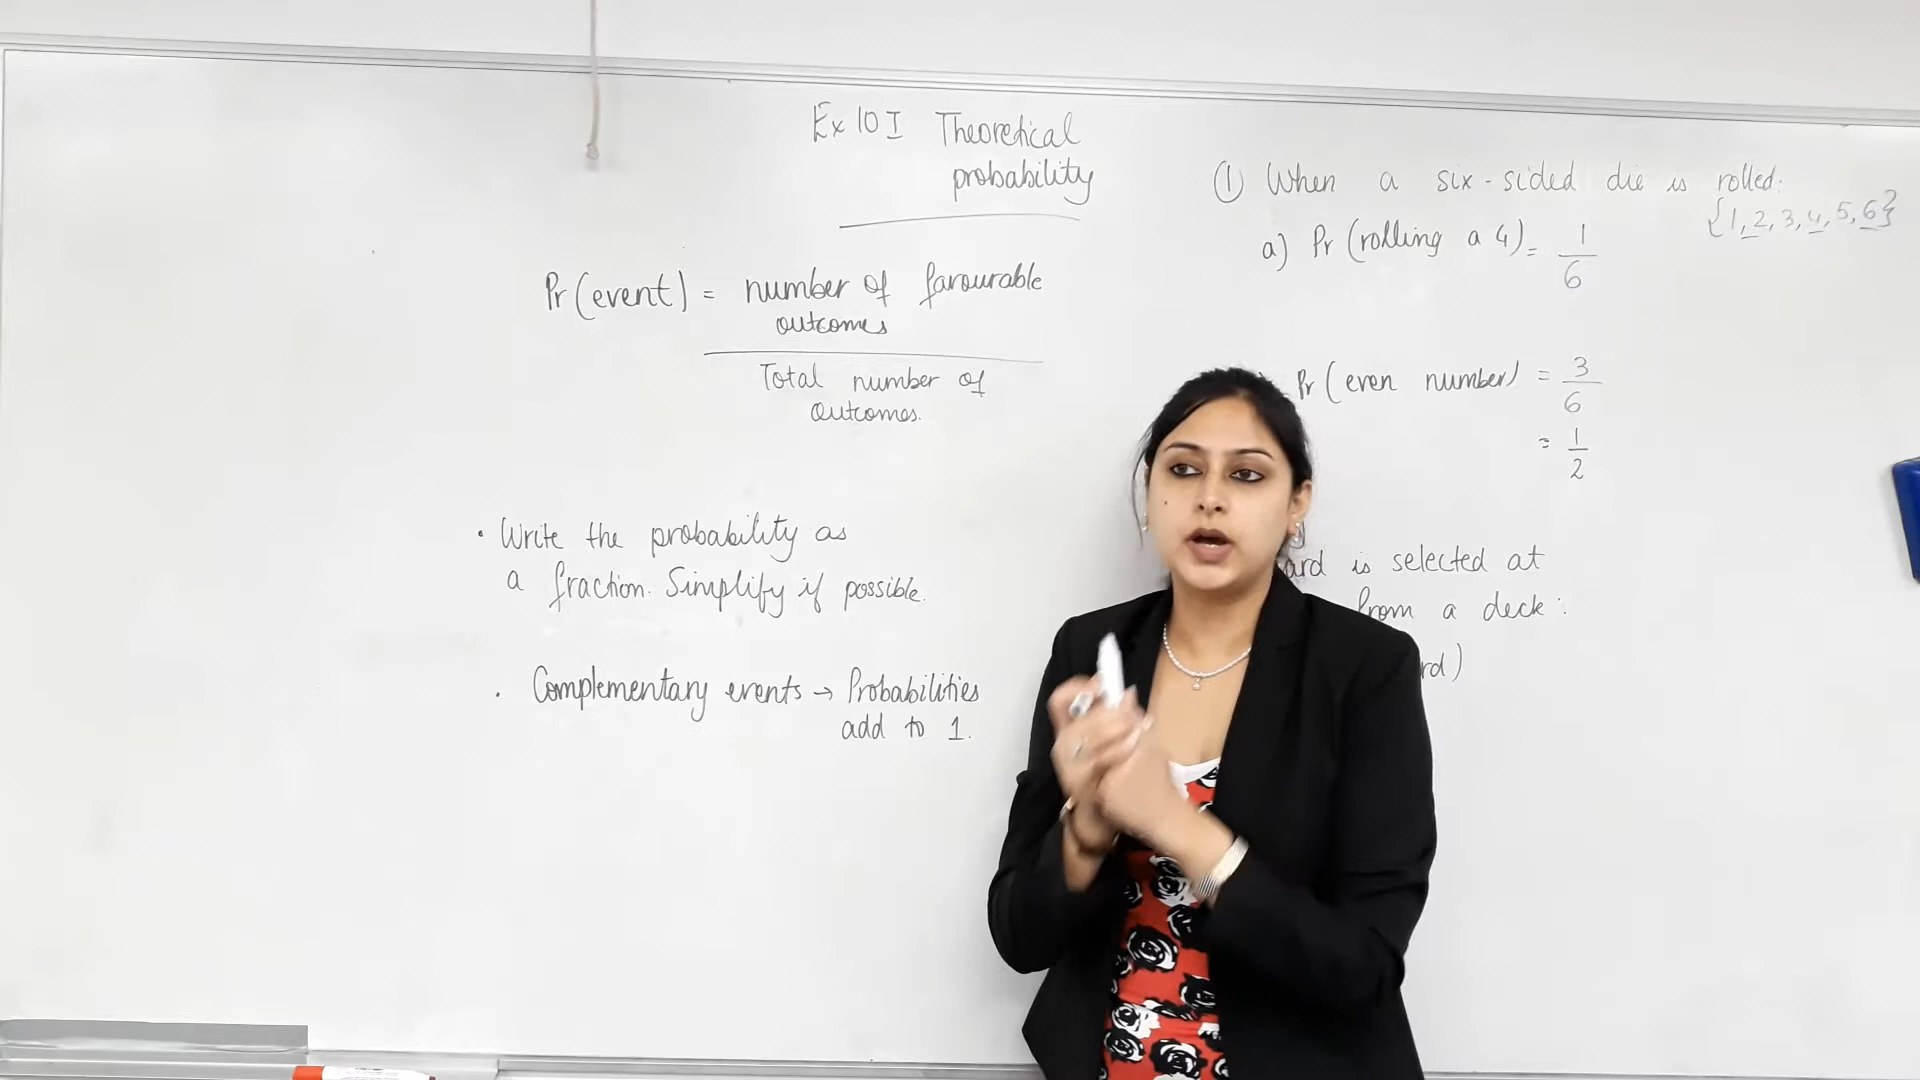 Ex 10 I Theoretical
probability
Pr(event) = number of favourable
outcomes
Total number of
outcomes.
• Write the probability as
a fraction. Simplify if possible.
• Complementary events → Probabilities
add to 1.
① When a six-sided die is rolled:
{1,2,3,4,5,6}
a) Pr (rolling a 4) = 1
6
Pr (even number) = 3
6
= 1
2
is selected at
from a deck: